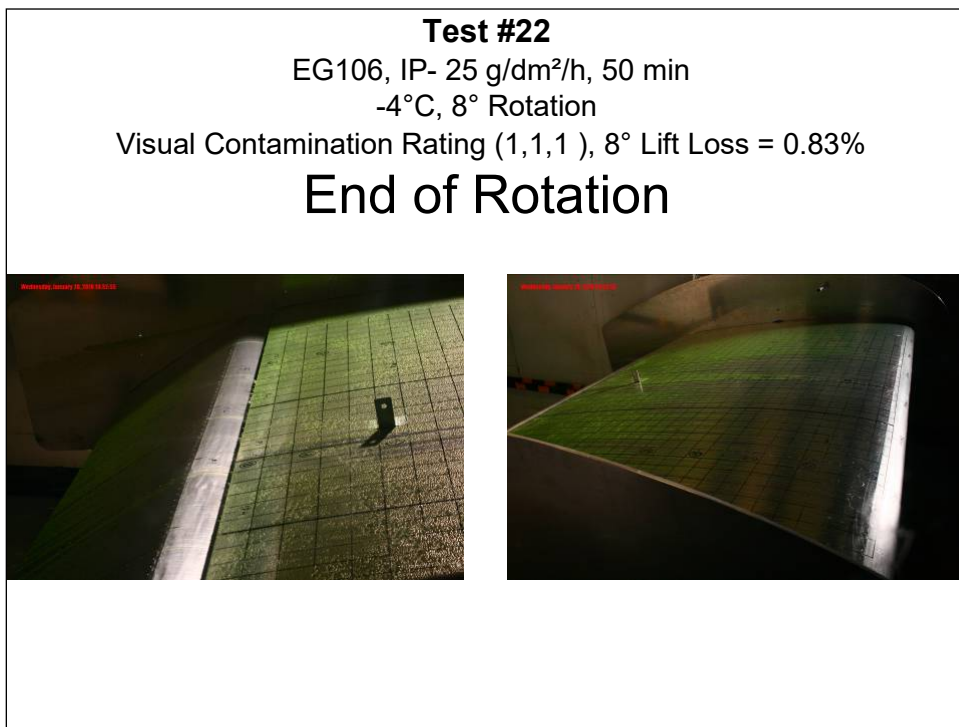 Test #22
EG106, IP- 25 g/dm²/h, 50 min
-4°C, 8° Rotation
Visual Contamination Rating (1,1,1 ), 8° Lift Loss = 0.83%
End of Rotation